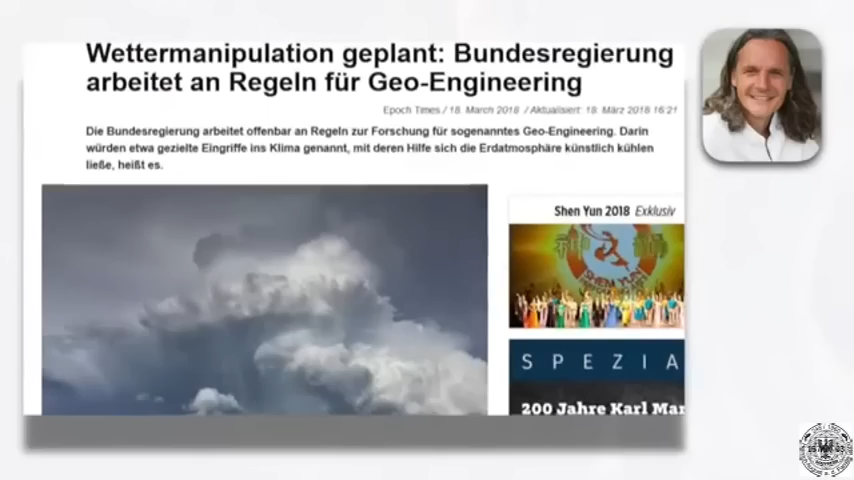 Wettermanipulation geplant: Bundesregierung
arbeitet an Regeln für Geo-Engineering
Epoch Times / 18. March 2018 / Aktualisiert: 18. März 2018 16:21
Die Bundesregierung arbeitet offenbar an Regeln zur Forschung für sogenanntes Geo-Engineering. Darin
würden etwa gezielte Eingriffe ins Klima genannt, mit deren Hilfe sich die Erdatmosphäre künstlich kühlen
ließe, heißt es.
Shen Yun 2018 Exklusiv
SHEN YUN
SPEZIA
200 Jahre Karl Mar